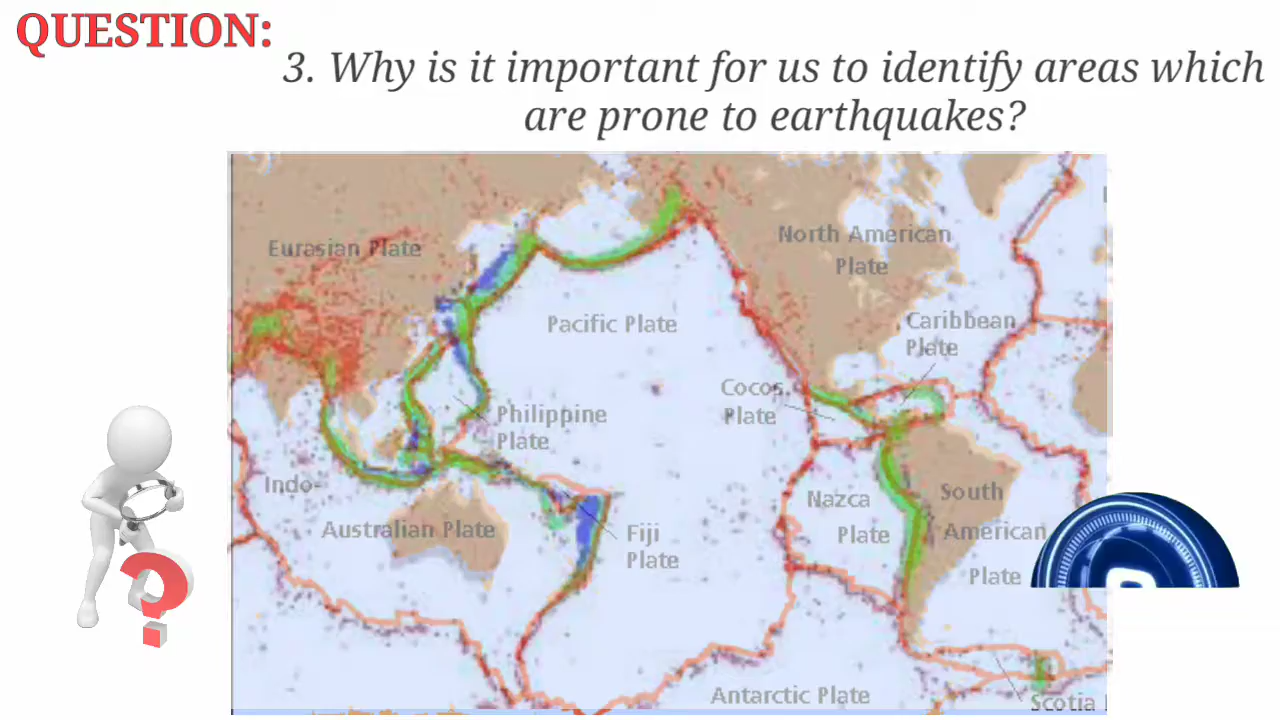 QUESTION:
3. Why is it important for us to identify areas which
are prone to earthquakes?
Eurasian Plate
North American
Plate
Pacific Plate
Caribbean
Plate
Cocos
Plate
Philippine
Plate
Indo-
Australian Plate
Fiji
Plate
Nazca
Plate
South
American
Plate
Antarctic Plate
Scotia